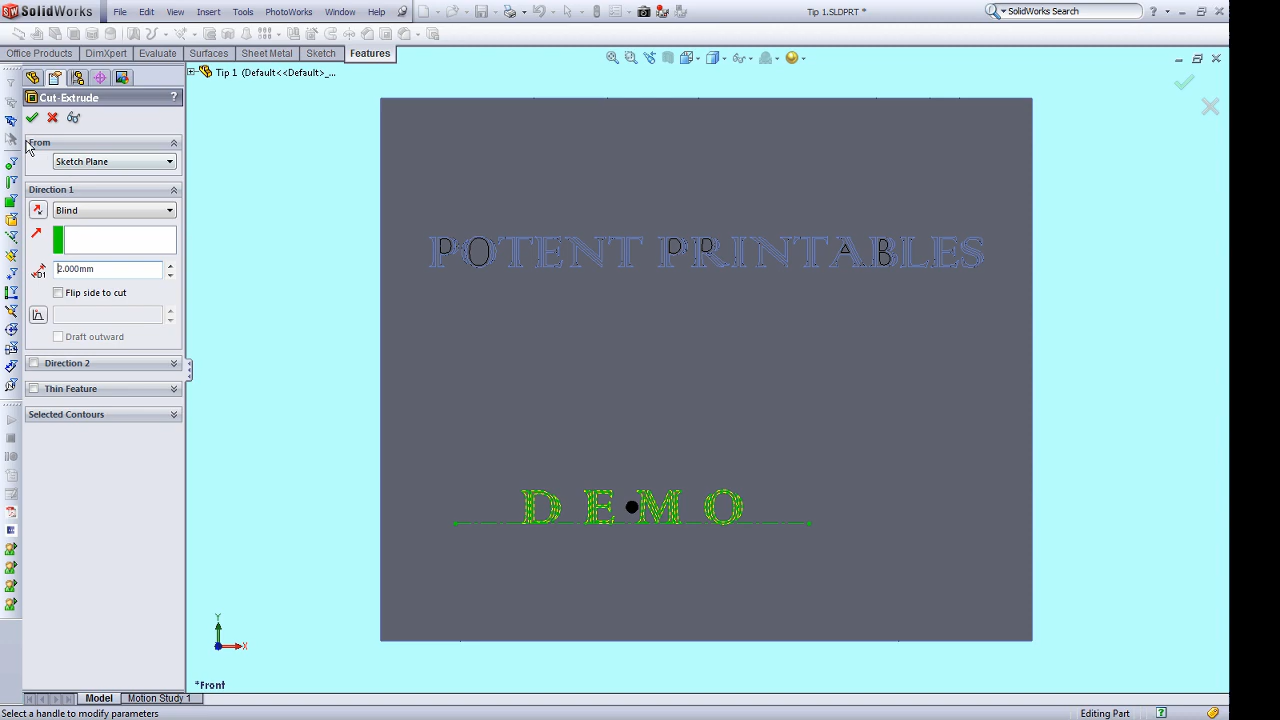 SolidWorks File Edit View Insert Tools PhotoWorks Window Help Tip 1.SLDPRT * SolidWorks Search ?
Office Products DimXpert Evaluate Surfaces Sheet Metal Sketch Features
Tip 1 (Default<<Default>_...
Cut-Extrude ?
From
Sketch Plane
Direction 1
Blind
2.000mm
Flip side to cut
Draft outward
Direction 2
Thin Feature
Selected Contours
POTENT PRINTABLES
DEMO
Y
X
*Front
Model Motion Study 1
Select a handle to modify parameters Editing Part ?